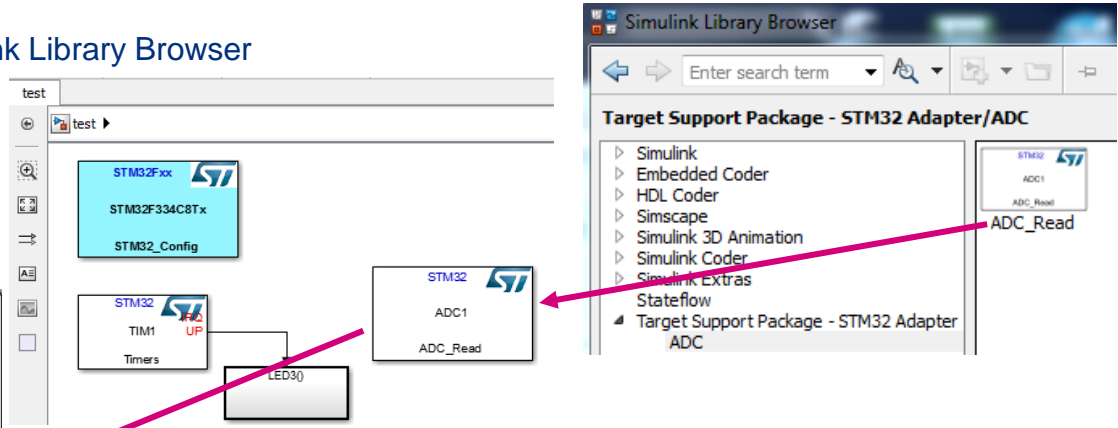 nk Library Browser
test
test
STM32Fxx
STM32F334C8Tx
STM32_Config
STM32
TIM1
IRQ
UP
Timers
LED3()
STM32
ADC1
ADC_Read
Simulink Library Browser
Enter search term
Target Support Package - STM32 Adapter/ADC
Simulink
Embedded Coder
HDL Coder
Simscape
Simulink 3D Animation
Simulink Coder
Simulink Extras
Stateflow
Target Support Package - STM32 Adapter
ADC
STM32
ADC1
ADC_Read
ADC_Read